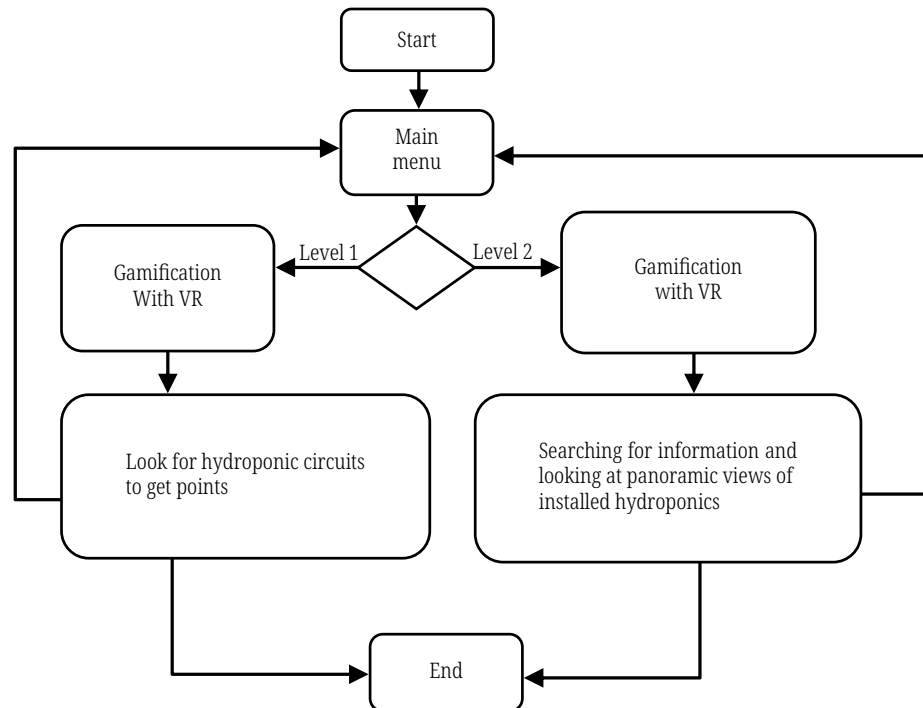 Start
Main
menu
Level 1
Level 2
Gamification
With VR
Gamification
with VR
Look for hydroponic circuits
to get points
Searching for information and
looking at panoramic views of
installed hydroponics
End